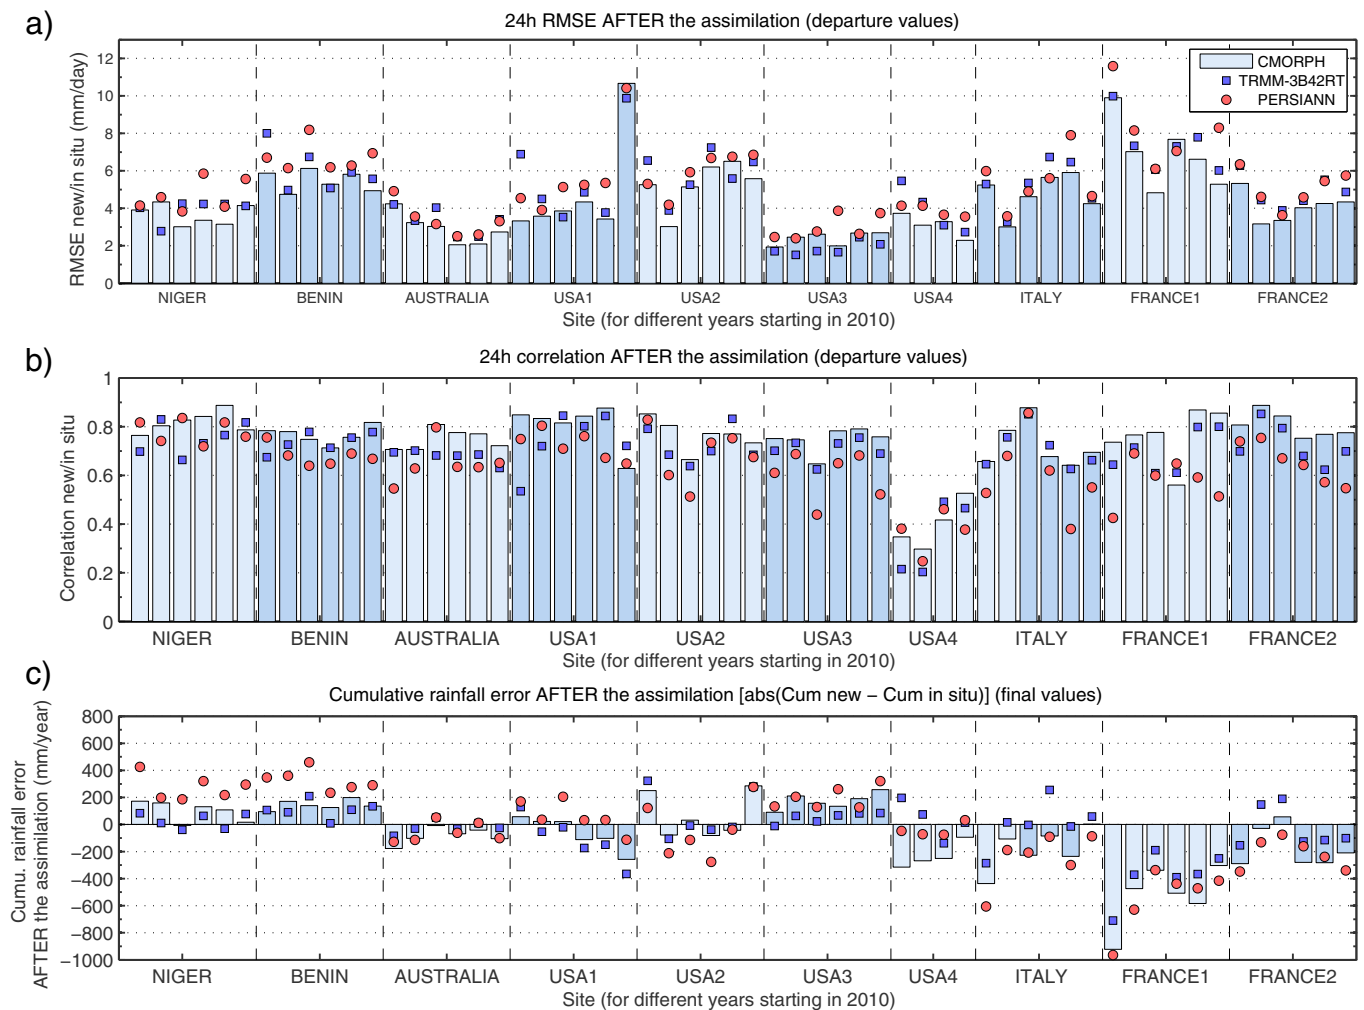 a)
24h RMSE AFTER the assimilation (departure values)
RMSE new/in situ (mm/day)
12
10
8
6
4
2
0
CMORPH
TRMM-3B42RT
PERSIANN
NIGER BENIN AUSTRALIA USA1 USA2 USA3 USA4 ITALY FRANCE1 FRANCE2
Site (for different years starting in 2010)
b)
24h correlation AFTER the assimilation (departure values)
Correlation new/in situ
1
0.8
0.6
0.4
0.2
0
NIGER BENIN AUSTRALIA USA1 USA2 USA3 USA4 ITALY FRANCE1 FRANCE2
Site (for different years starting in 2010)
c)
Cumulative rainfall error AFTER the assimilation [abs(Cum new − Cum in situ)] (final values)
Cumu. rainfall error
AFTER the assimilation (mm/year)
800
600
400
200
0
−200
−400
−600
−800
−1000
NIGER BENIN AUSTRALIA USA1 USA2 USA3 USA4 ITALY FRANCE1 FRANCE2
Site (for different years starting in 2010)